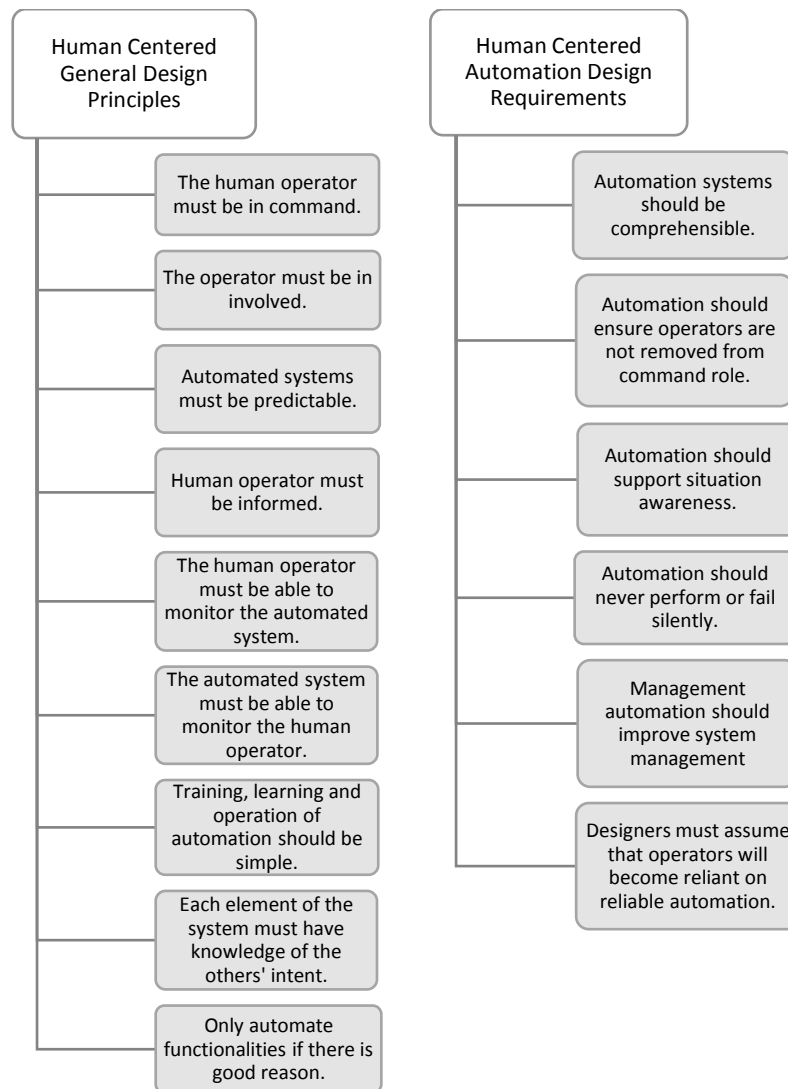 Human Centered
General Design
Principles
The human operator
must be in command.
The operator must be in
involved.
Automated systems
must be predictable.
Human operator must
be informed.
The human operator
must be able to
monitor the automated
system.
The automated system
must be able to
monitor the human
operator.
Training, learning and
operation of
automation should be
simple.
Each element of the
system must have
knowledge of the
others' intent.
Only automate
functionalities if there is
good reason.
Human Centered
Automation Design
Requirements
Automation systems
should be
comprehensible.
Automation should
ensure operators are
not removed from
command role.
Automation should
support situation
awareness.
Automation should
never perform or fail
silently.
Management
automation should
improve system
management
Designers must assume
that operators will
become reliant on
reliable automation.